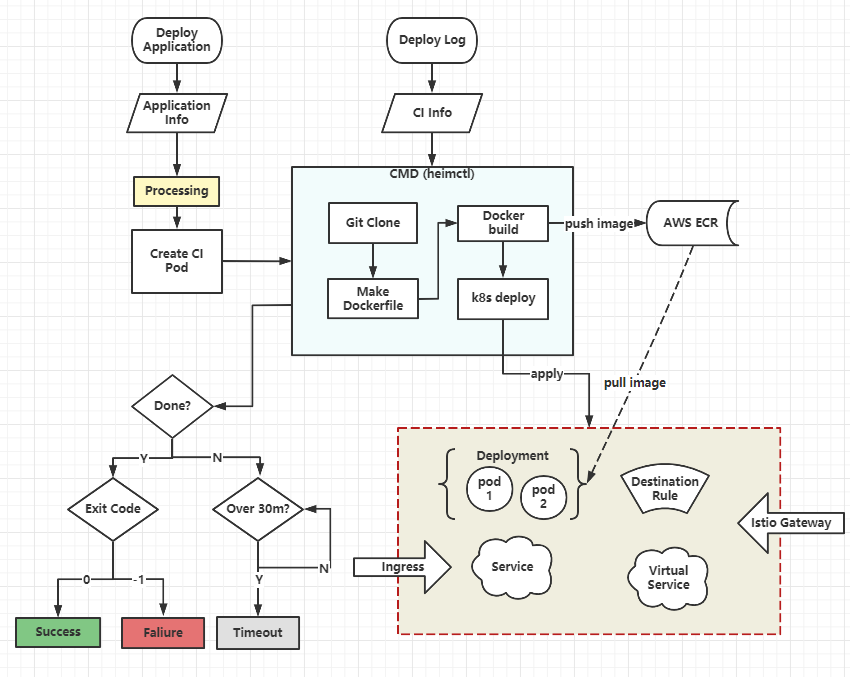 Deploy
Application
Deploy Log
Application
Info
CI Info
CMD (heimctl)
Processing
Git Clone
Docker
build
push image
AWS ECR
Create CI
Pod
Make
Dockerfile
k8s deploy
apply
pull image
Done?
Y
N
Deployment
pod
1
pod
2
Destination
Rule
Exit Code
Over 30m?
Istio Gateway
Ingress
Service
Virtual
Service
N
0
-1
Y
Success
Faliure
Timeout